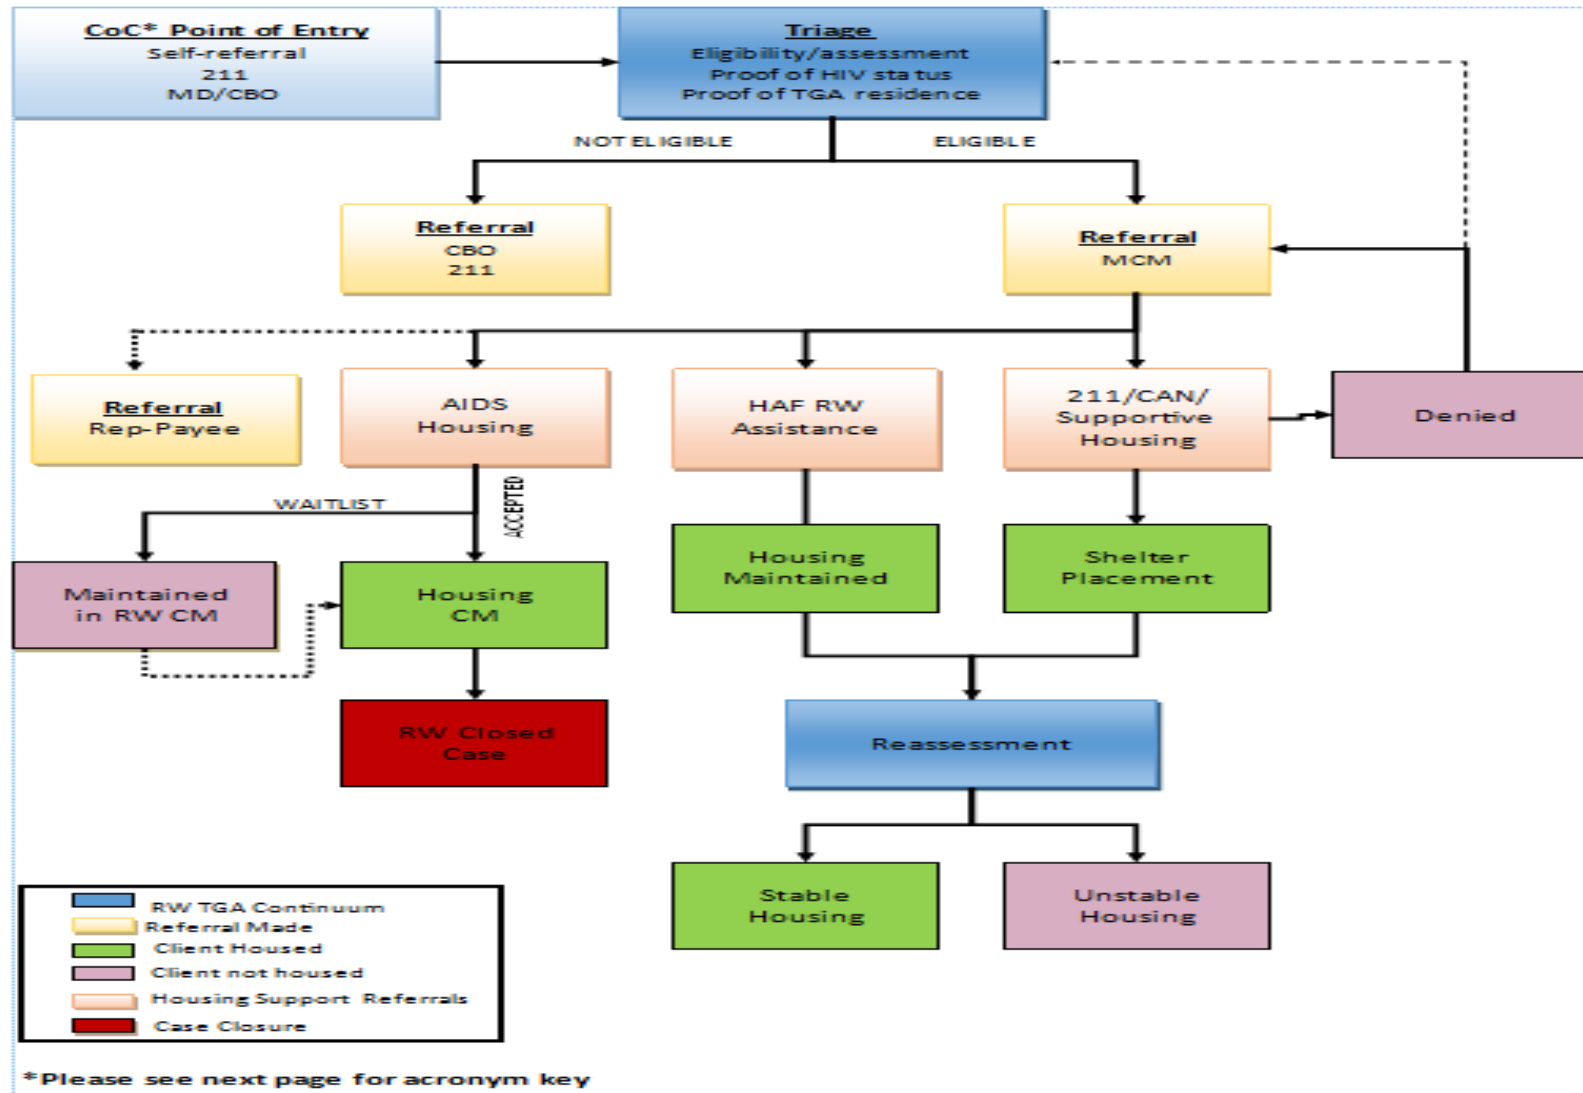 CoC* Point of Entry
Self-referral
211
MD/CBO
Triage
Eligibility/assessment
Proof of HIV status
Proof of TGA residence
NOT ELIGIBLE
ELIGIBLE
Referral
CBO
211
Referral
MCM
Referral
Rep-Payee
AIDS
Housing
HAF RW
Assistance
211/CAN/
Supportive
Housing
Denied
WAITLIST
ACCEPTED
Maintained
in RW CM
Housing
CM
Housing
Maintained
Shelter
Placement
RW Closed
Case
Reassessment
Stable
Housing
Unstable
Housing
RW TGA Continuum
Referral Made
Client Housed
Client not housed
Housing Support Referrals
Case Closure
*Please see next page for acronym key